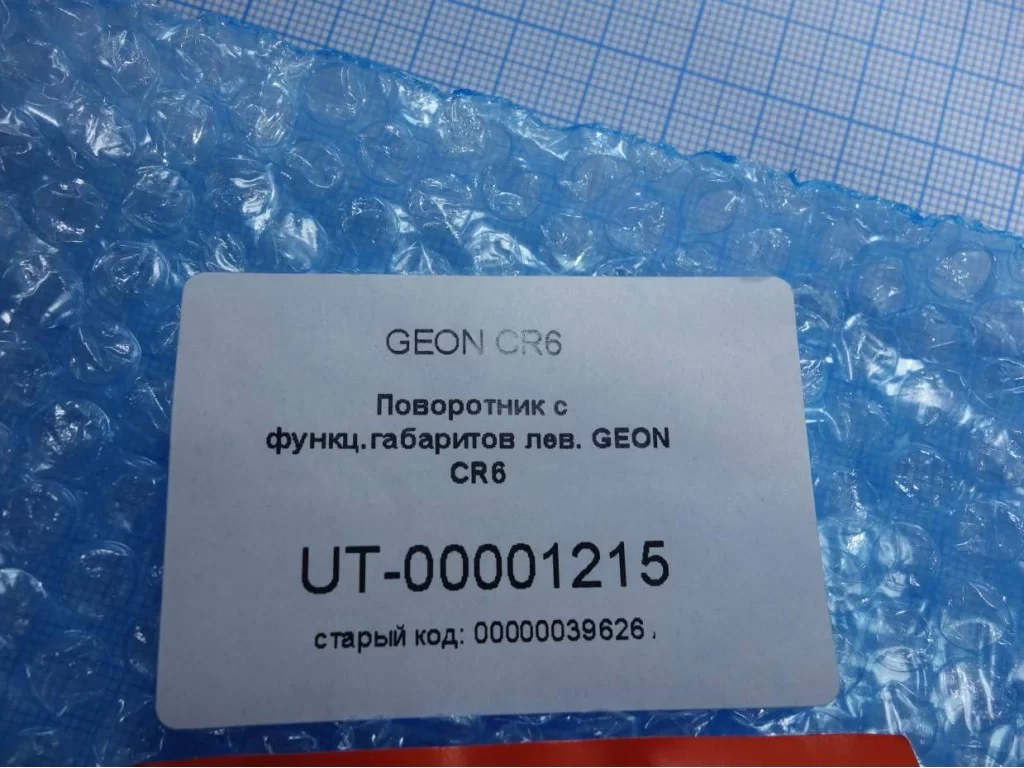 GEON CR6
Поворотник с
функц.габаритов лев. GEON
CR6
UT-00001215
старый код: 00000039626 .